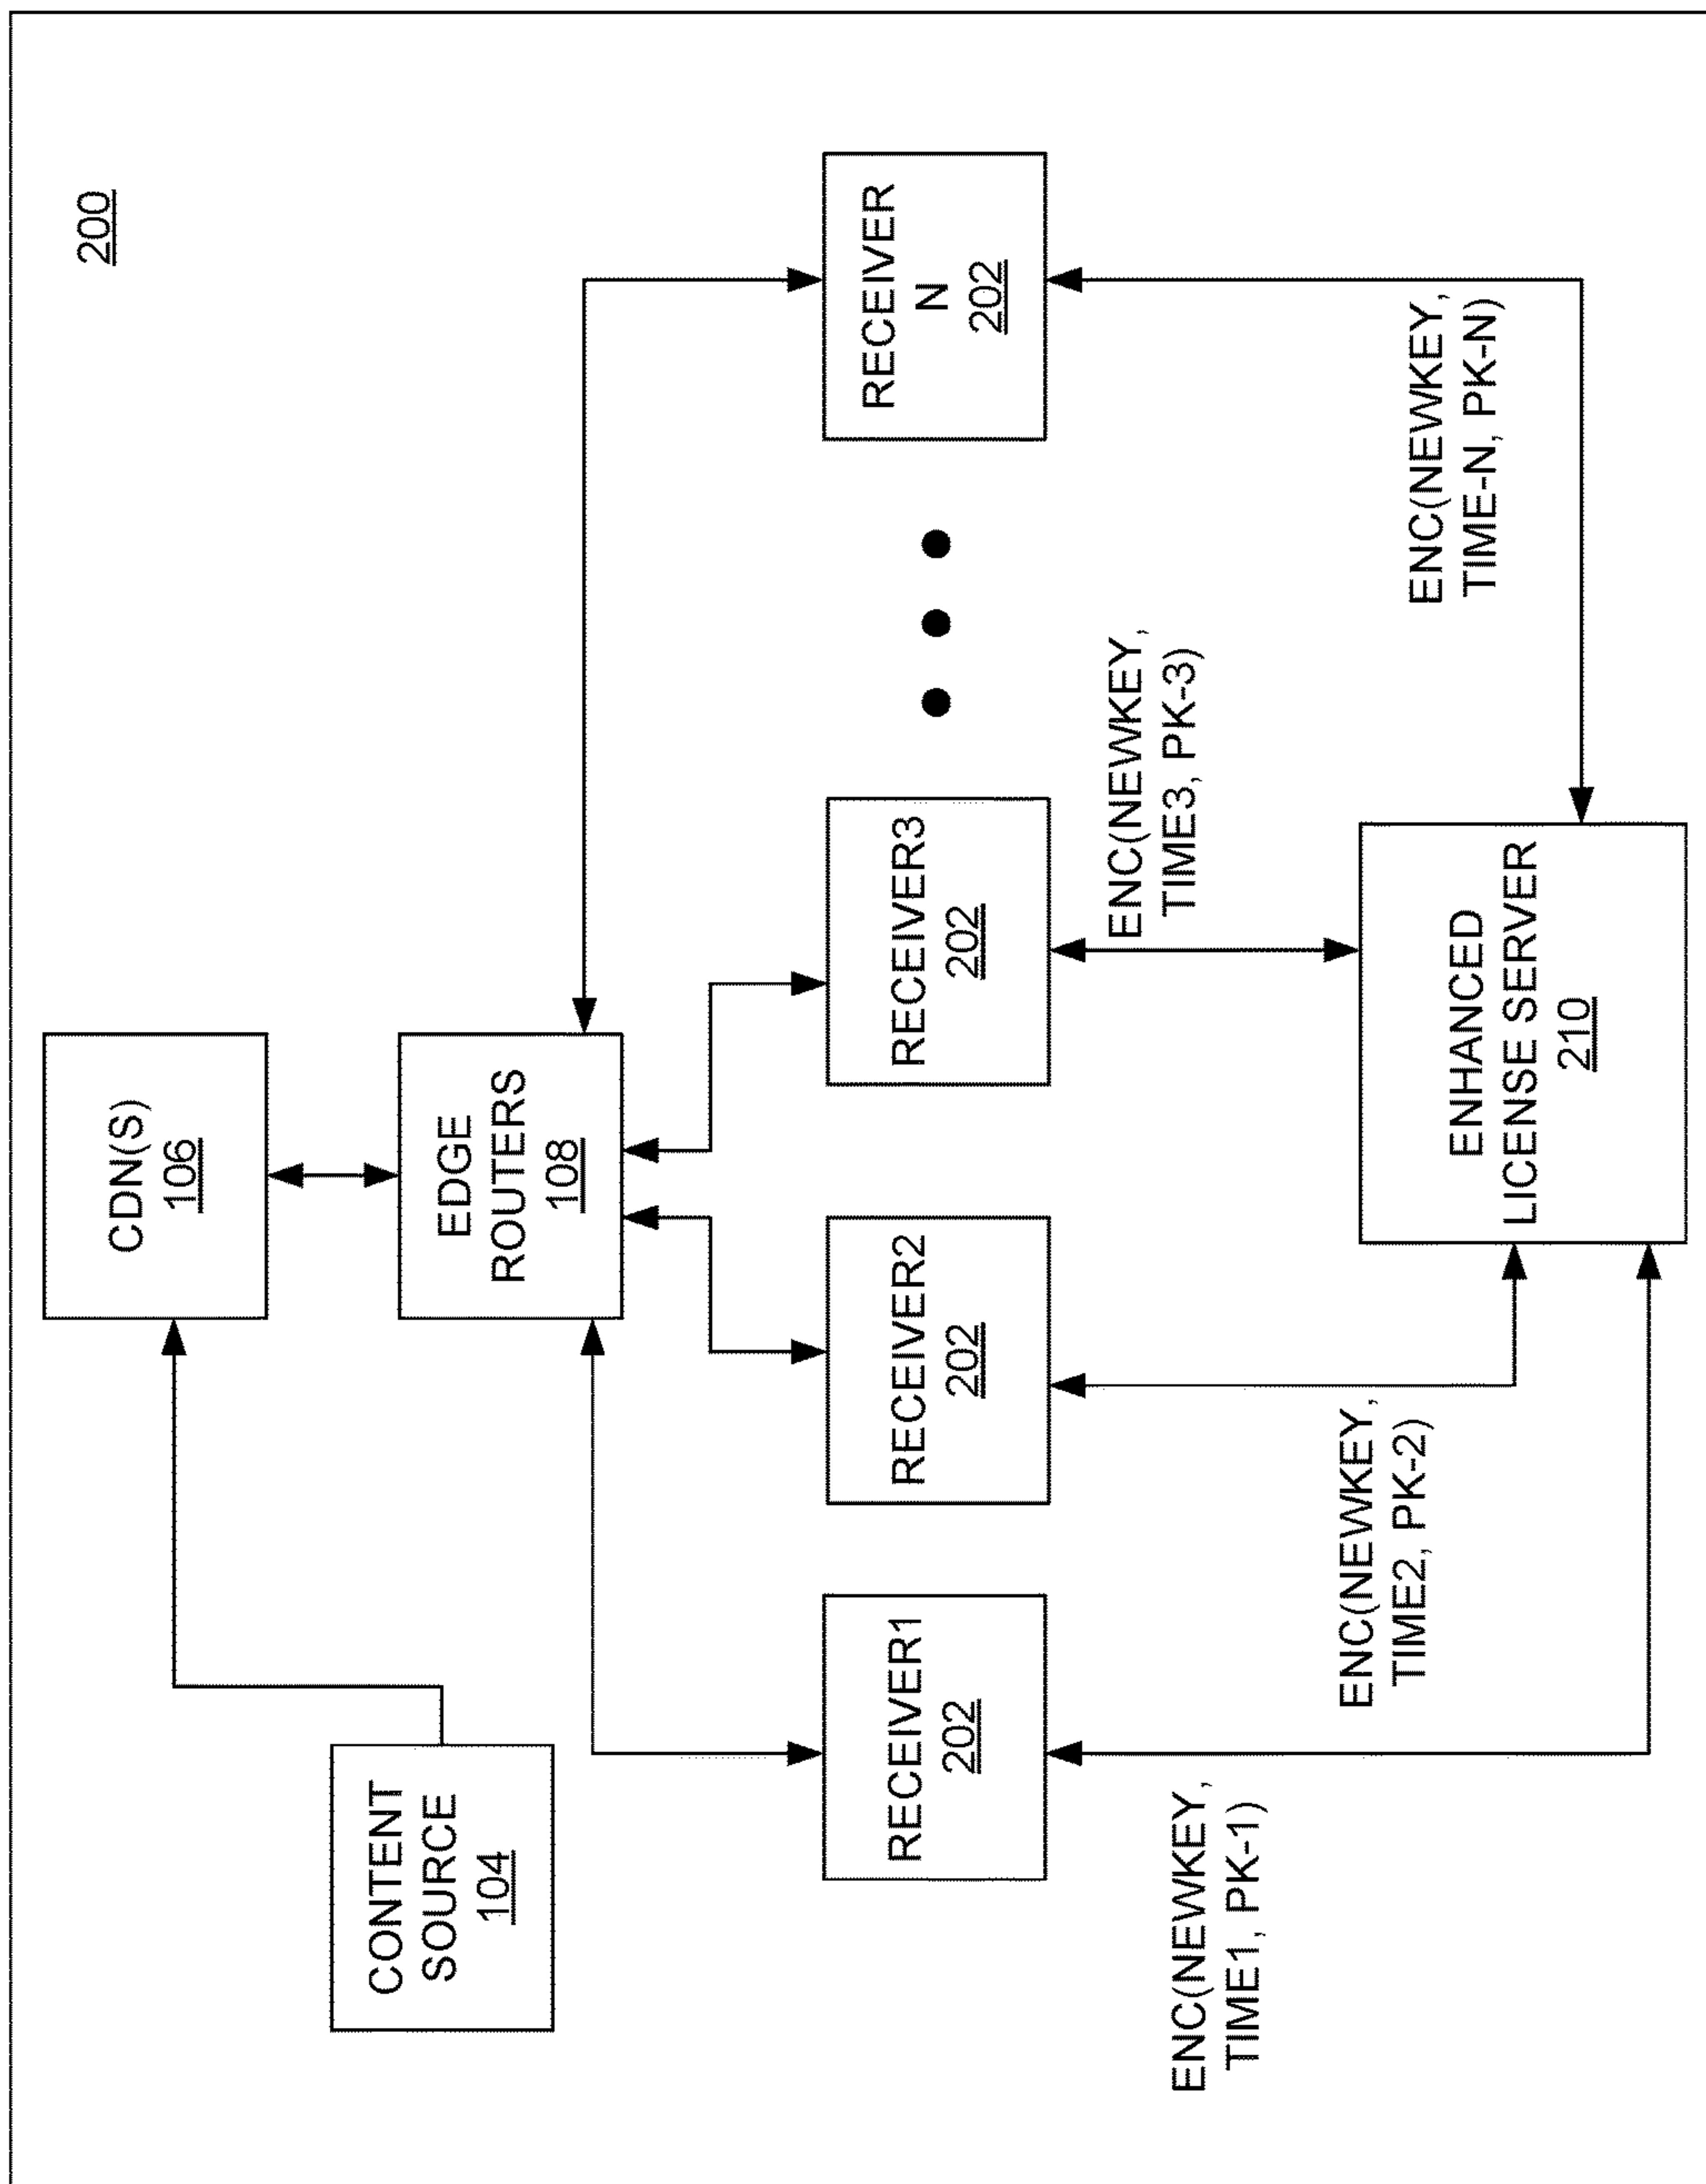 200
CONTENT
SOURCE
104
CDN(S)
106
EDGE
ROUTERS
108
RECEIVER1
202
RECEIVER2
202
RECEIVER3
202
RECEIVER
N
202
ENC(NEWKEY,
TIME1, PK-1)
ENC(NEWKEY,
TIME2, PK-2)
ENC(NEWKEY,
TIME3, PK-3)
ENC(NEWKEY,
TIME-N, PK-N)
ENHANCED
LICENSE SERVER
210